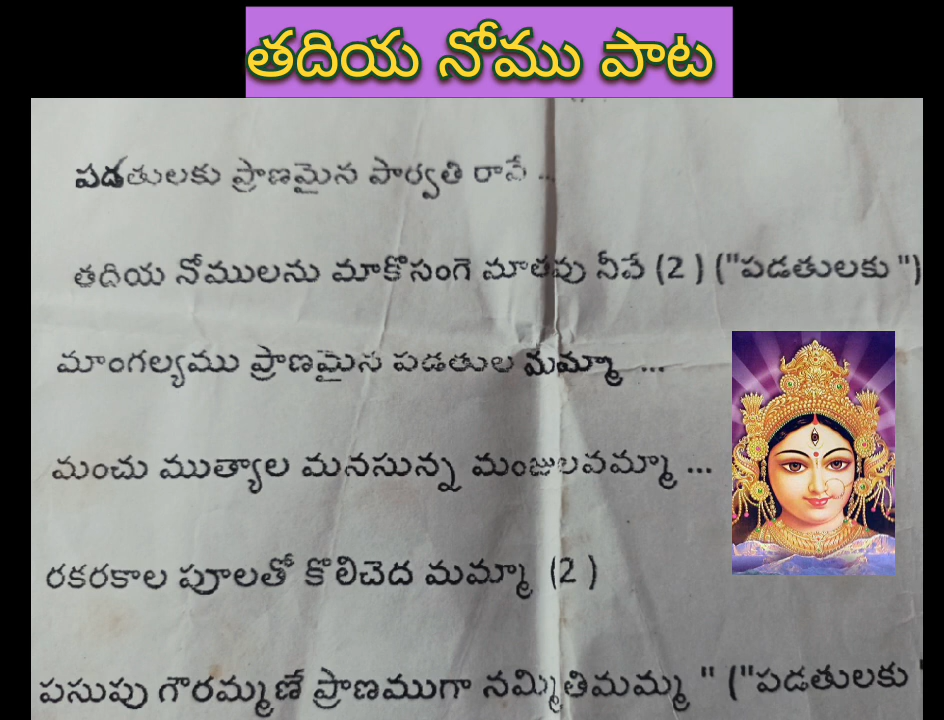 తదియ నోము పాట
పడతులకు ప్రాణమైన పార్వతి రావే ...
తదియ నోములను మాకొసంగె మాతవు నీవే (2 ) ("పడతులకు ")
మాంగల్యము ప్రాణమైన పడతుల మమ్మా ...
మంచు ముత్యాల మనసున్న మంజులవమ్మా ...
రకరకాల పూలతో కొలిచెద మమ్మా (2 )
పసుపు గౌరమ్మణే ప్రాణముగా నమ్మితిమమ్మ " ("పడతులకు "